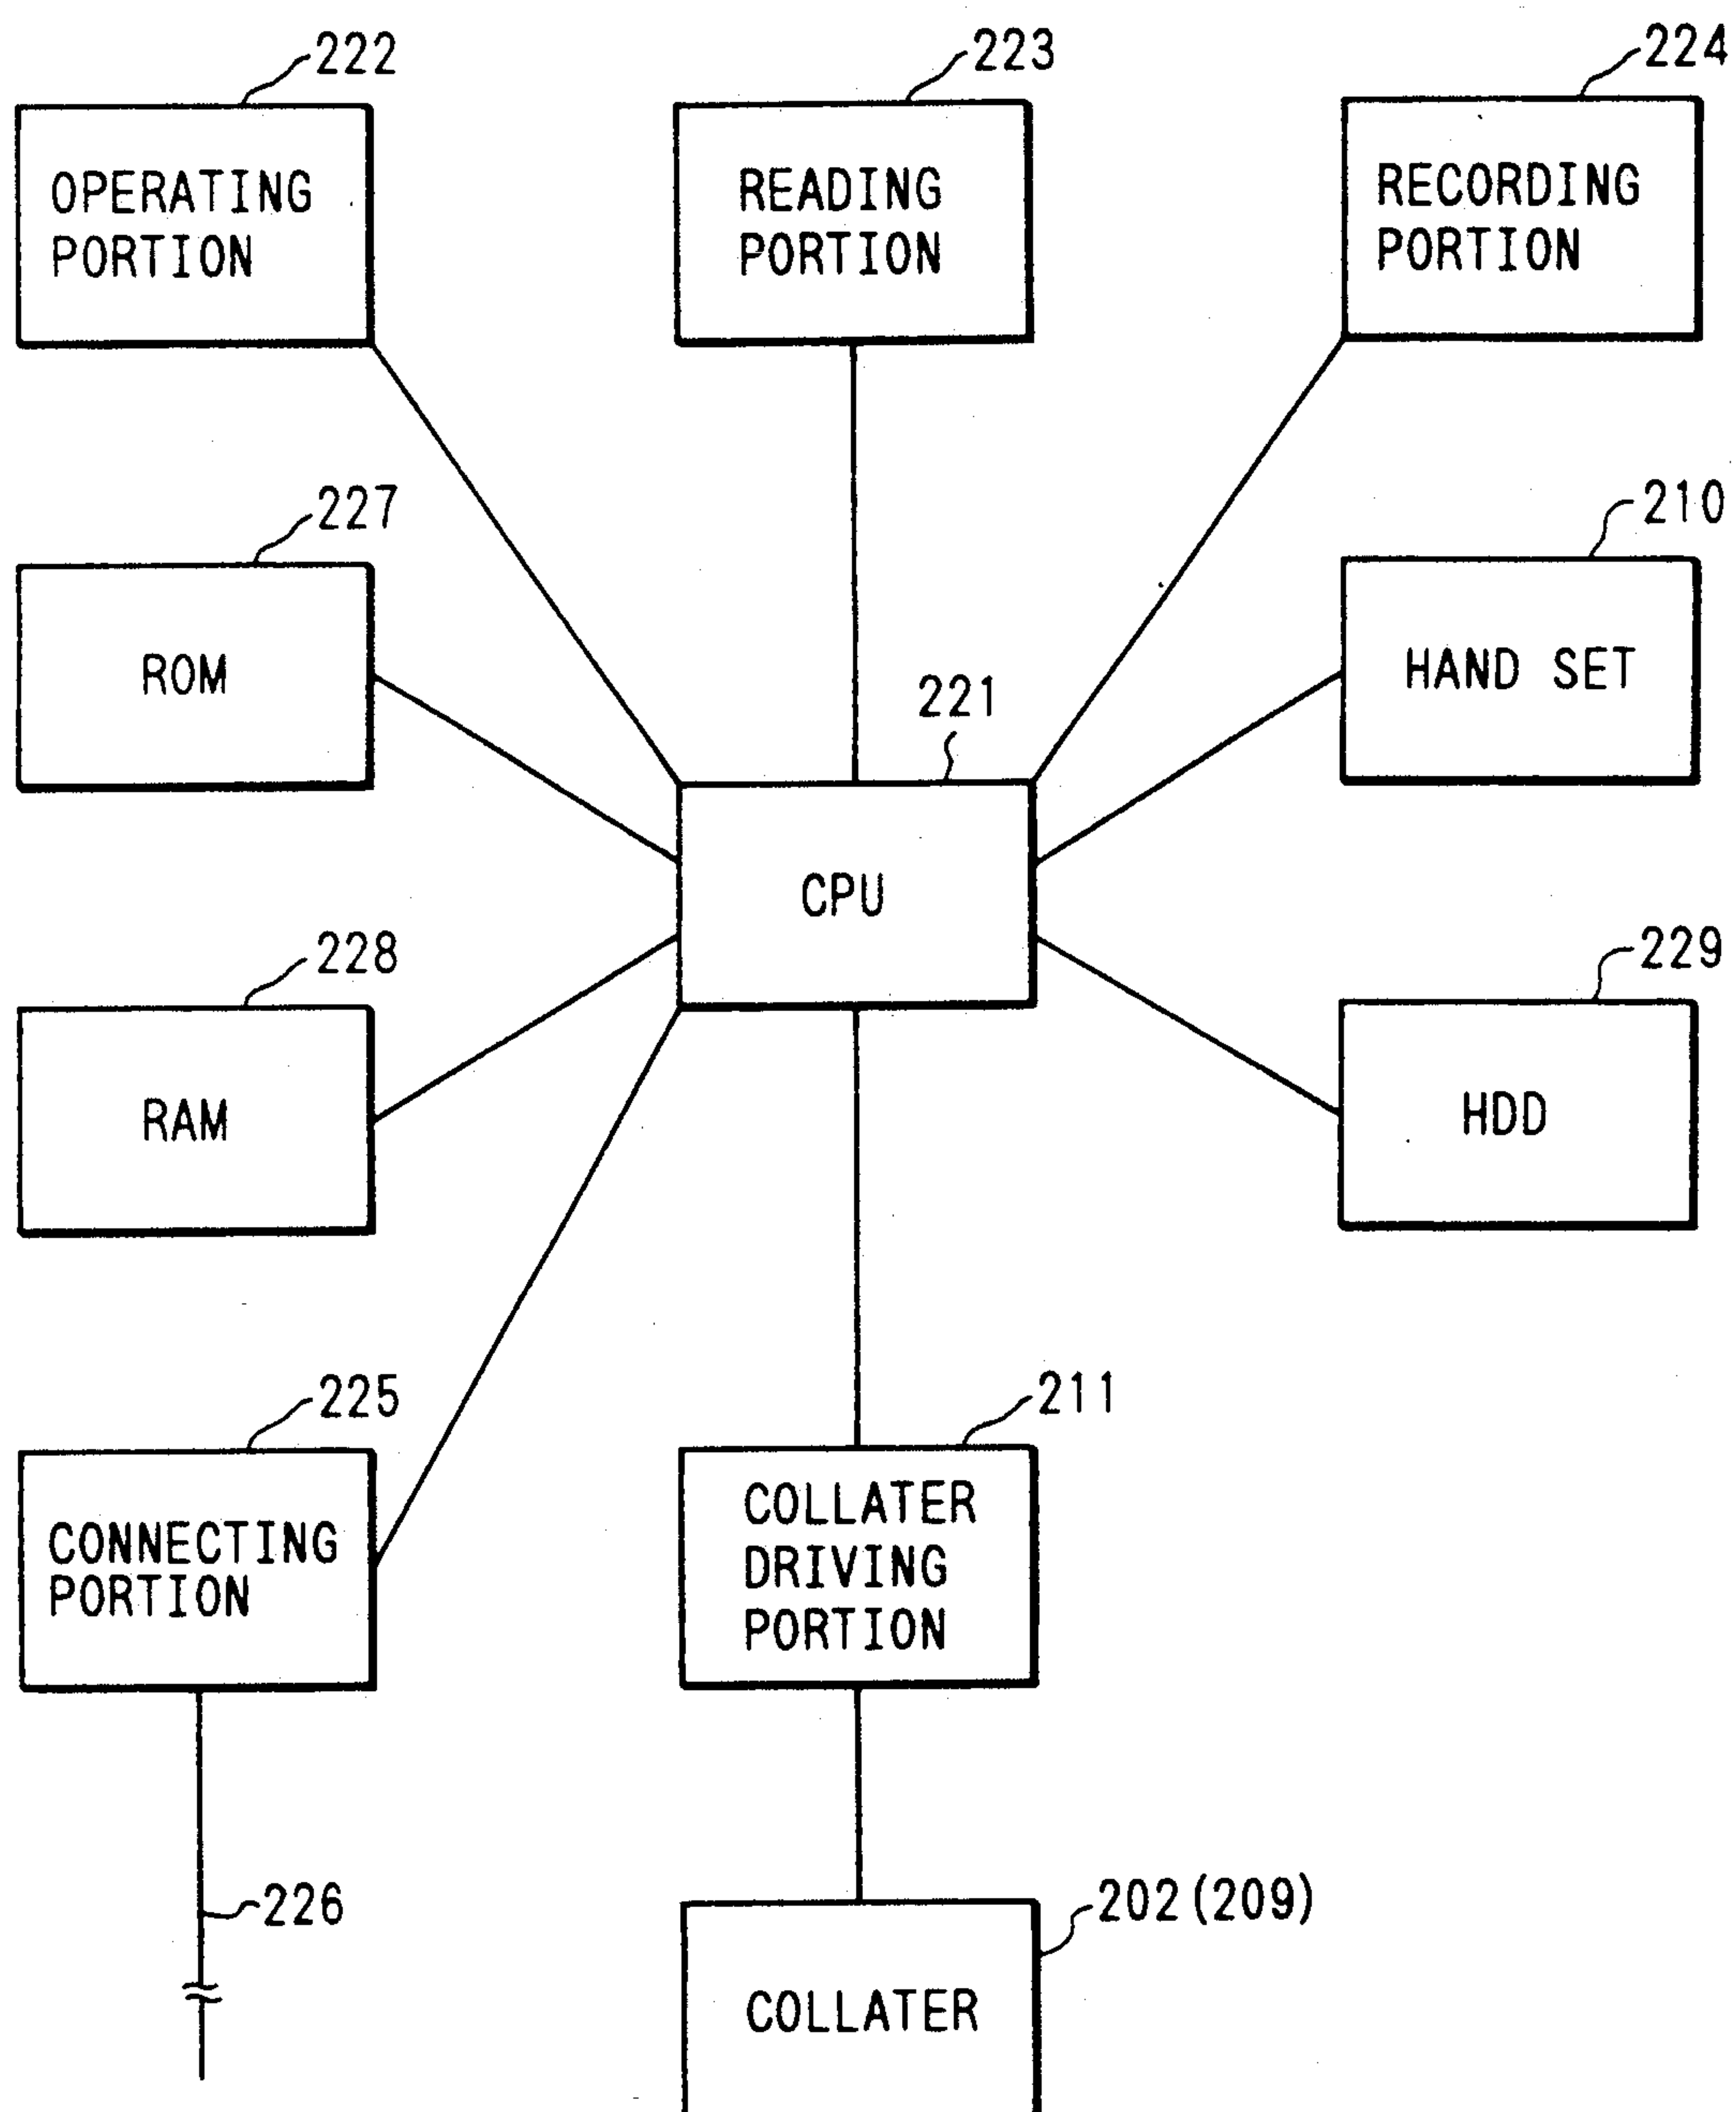 222
223
224
OPERATING
PORTION
READING
PORTION
RECORDING
PORTION
227
210
ROM
HAND SET
221
CPU
228
229
RAM
HDD
225
211
CONNECTING
PORTION
COLLATER
DRIVING
PORTION
226
202 (209)
COLLATER